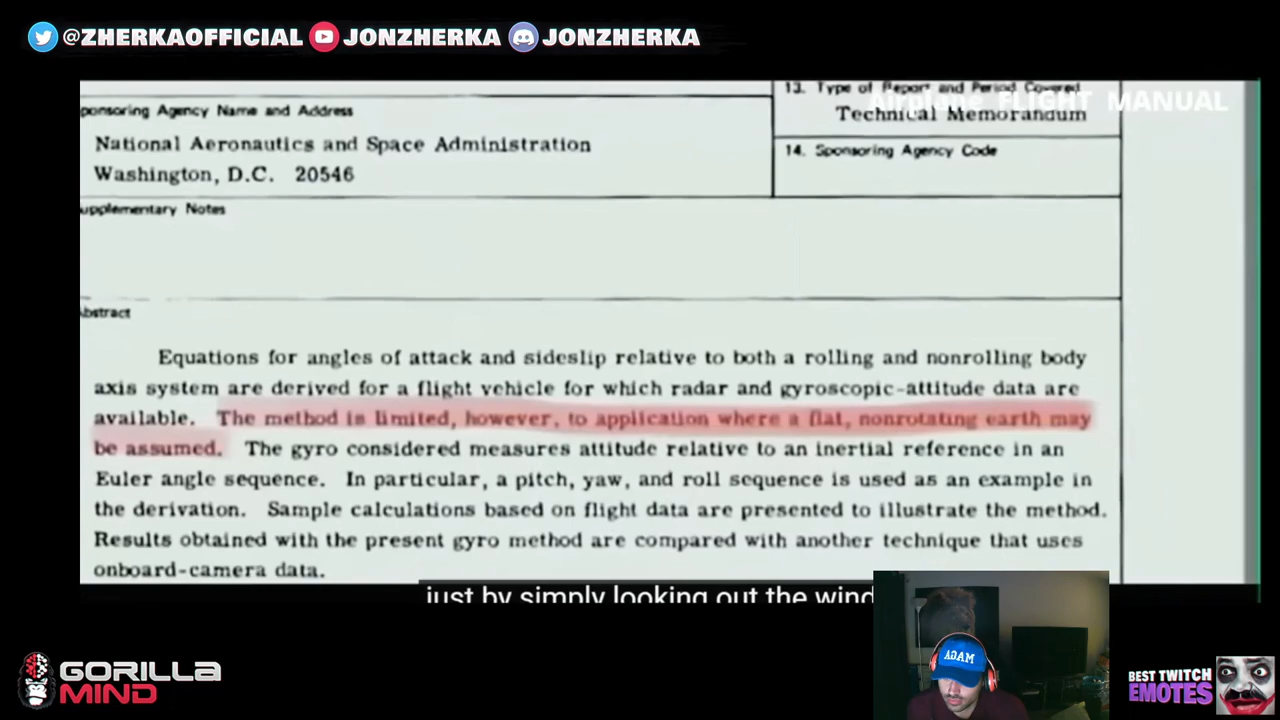 @ZHERKAOFFICIAL JONZHERKA JONZHERKA
Airplane FLIGHT MANUAL
ponsoring Agency Name and Address
13. Type of Report and Period Covered
Technical Memorandum
National Aeronautics and Space Administration
Washington, D.C. 20546
14. Sponsoring Agency Code
upplementary Notes
bstract
Equations for angles of attack and sideslip relative to both a rolling and nonrolling body
axis system are derived for a flight vehicle for which radar and gyroscopic-attitude data are
available. The method is limited, however, to application where a flat, nonrotating earth may
be assumed. The gyro considered measures attitude relative to an inertial reference in an
Euler angle sequence. In particular, a pitch, yaw, and roll sequence is used as an example in
the derivation. Sample calculations based on flight data are presented to illustrate the method.
Results obtained with the present gyro method are compared with another technique that uses
onboard-camera data.
just by simply looking out the wind
AGAM
GORILLA
MIND
BEST TWITCH
EMOTES